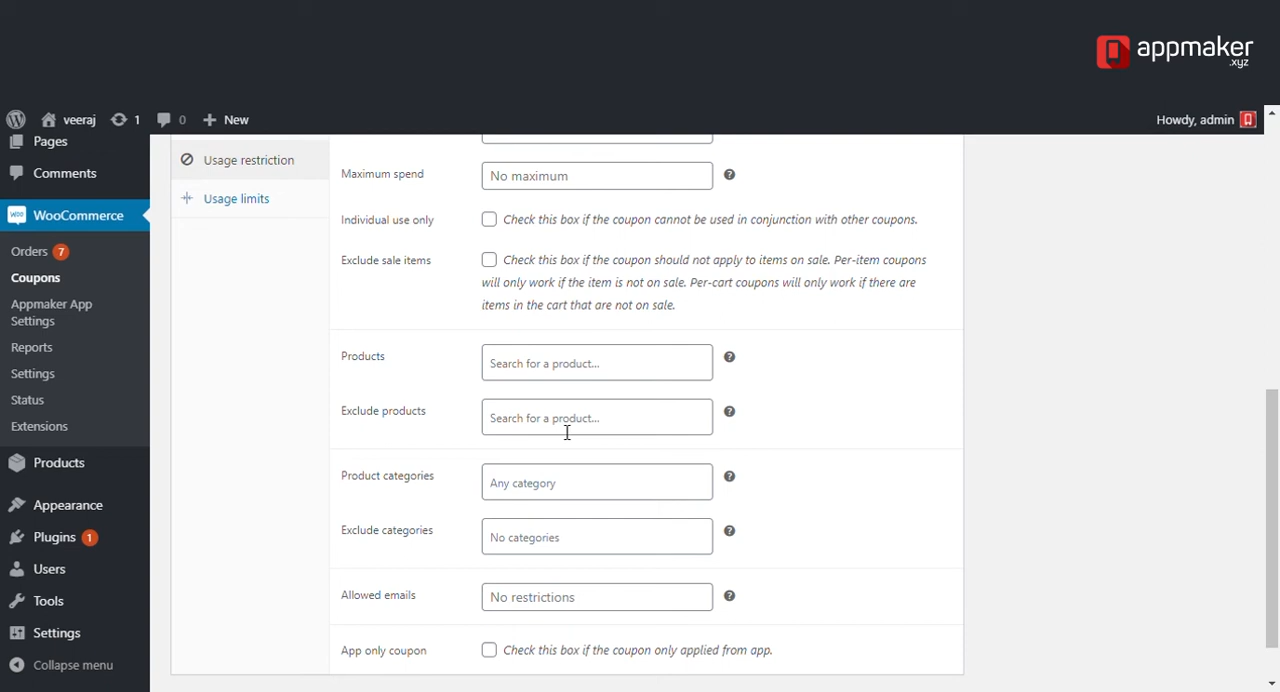 appmaker
.xyz
veeraj 1 0 New Howdy, admin
Pages
Comments
WooCommerce
Orders 7
Coupons
Appmaker App
Settings
Reports
Settings
Status
Extensions
Products
Appearance
Plugins 1
Users
Tools
Settings
Collapse menu
Usage restriction
Usage limits
Maximum spend No maximum ?
Individual use only Check this box if the coupon cannot be used in conjunction with other coupons.
Exclude sale items Check this box if the coupon should not apply to items on sale. Per-item coupons
will only work if the item is not on sale. Per-cart coupons will only work if there are
items in the cart that are not on sale.
Products Search for a product... ?
Exclude products Search for a product... ?
Product categories Any category ?
Exclude categories No categories ?
Allowed emails No restrictions ?
App only coupon Check this box if the coupon only applied from app.